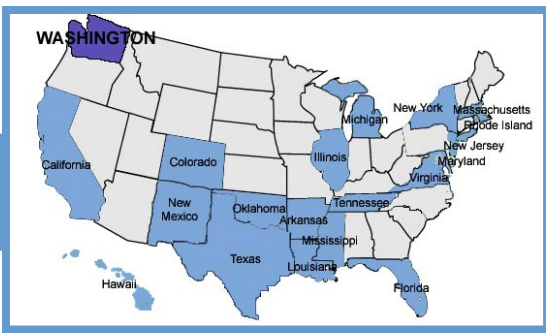 WASHINGTON
New York
Massachusetts
Michigan
Rhode Island
New Jersey
Illinois
Maryland
California
Colorado
Virginia
Tennessee
New
Mexico
Oklahoma
Arkansas
Mississippi
Texas
Louisiana
Hawaii
Florida